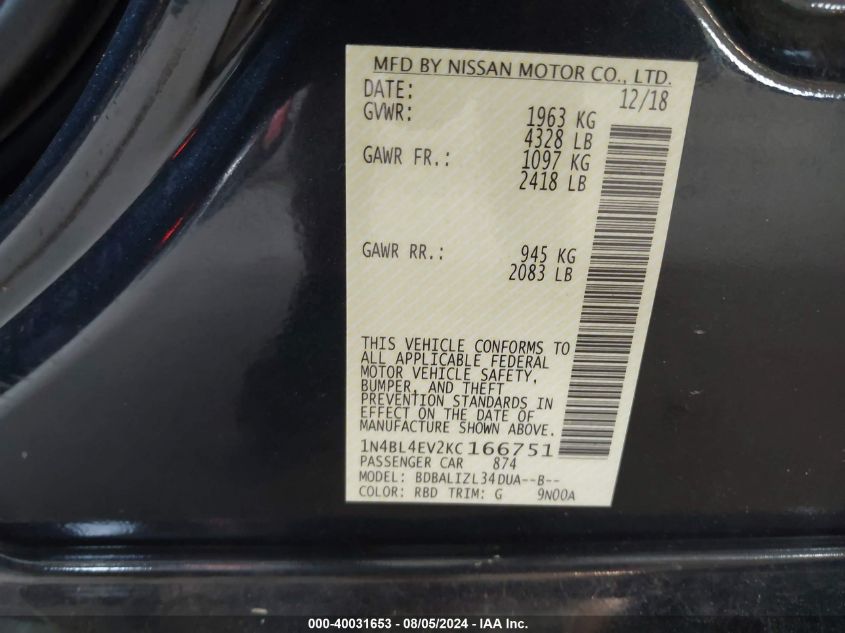 MFD BY NISSAN MOTOR CO., LTD.
DATE: 12/18
GVWR: 1963 KG
4328 LB
GAWR FR.: 1097 KG
2418 LB
GAWR RR.: 945 KG
2083 LB
THIS VEHICLE CONFORMS TO
ALL APPLICABLE FEDERAL
MOTOR VEHICLE SAFETY,
BUMPER, AND THEFT
PREVENTION STANDARDS IN
EFFECT ON THE DATE OF
MANUFACTURE SHOWN ABOVE.
1N4BL4EV2KC166751
PASSENGER CAR 874
MODEL: BDBALIZL34DUA--B--
COLOR: RBD TRIM: G 9N00A
000-40031653 - 08/05/2024 - IAA Inc.